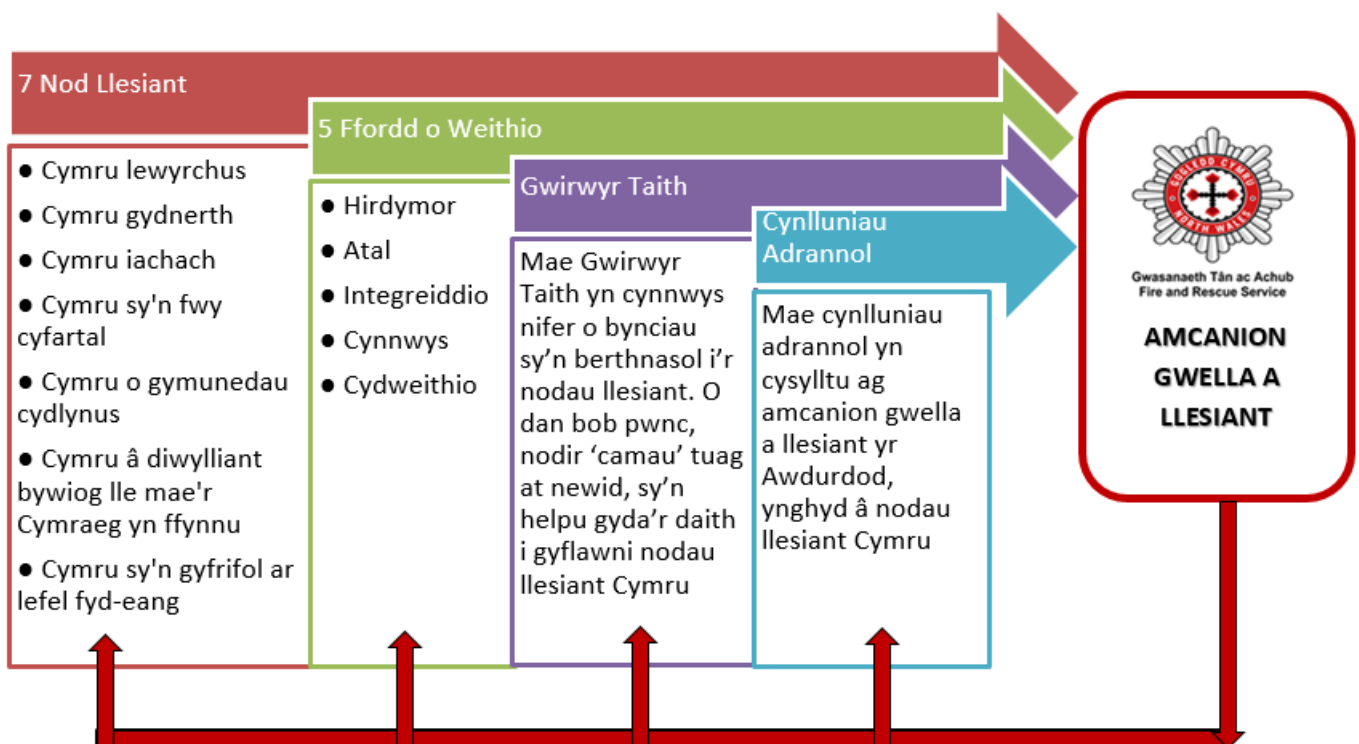 7 Nod Llesiant
● Cymru lewyrchus
● Cymru gydnerth
● Cymru iachach
● Cymru sy'n fwy
cyfartal
● Cymru o gymunedau
cydlynus
● Cymru â diwylliant
bywiog lle mae'r
Cymraeg yn ffynnu
● Cymru sy'n gyfrifol ar
lefel fyd-eang
5 Ffordd o Weithio
● Hirdymor
● Atal
● Integreiddio
● Cynnwys
● Cydweithio
Gwirwyr Taith
Mae Gwirwyr
Taith yn cynnwys
nifer o bynciau
sy’n berthnasol i’r
nodau llesiant. O
dan bob pwnc,
nodir ‘camau’ tuag
at newid, sy’n
helpu gyda’r daith
i gyflawni nodau
llesiant Cymru
Cynlluniau
Adrannol
Mae cynlluniau
adrannol yn
cysylltu ag
amcanion gwella
a llesiant yr
Awdurdod,
ynghyd â nodau
llesiant Cymru
GOGLEDD CYMRU
NORTH WALES
Gwasanaeth Tân ac Achub
Fire and Rescue Service
AMCANION
GWELLA A
LLESIANT